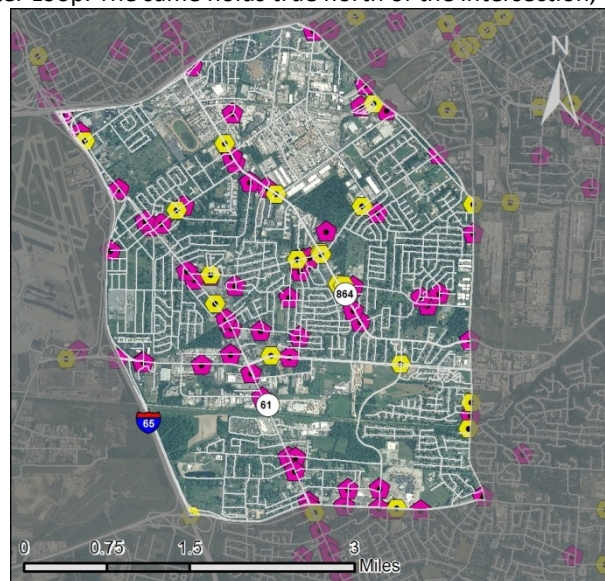 er Loop. The same holds true north of the intersection,
N
864
61
65
0 0.75 1.5 3
Miles